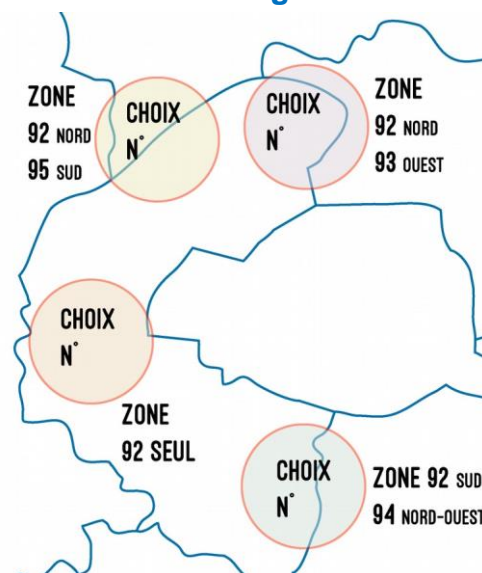 ZONE
92 NORD
95 SUD
CHOIX
N°
CHOIX
N°
ZONE
92 NORD
93 OUEST
CHOIX
N°
ZONE
92 SEUL
CHOIX
N°
ZONE 92 SUD
94 NORD-OUEST